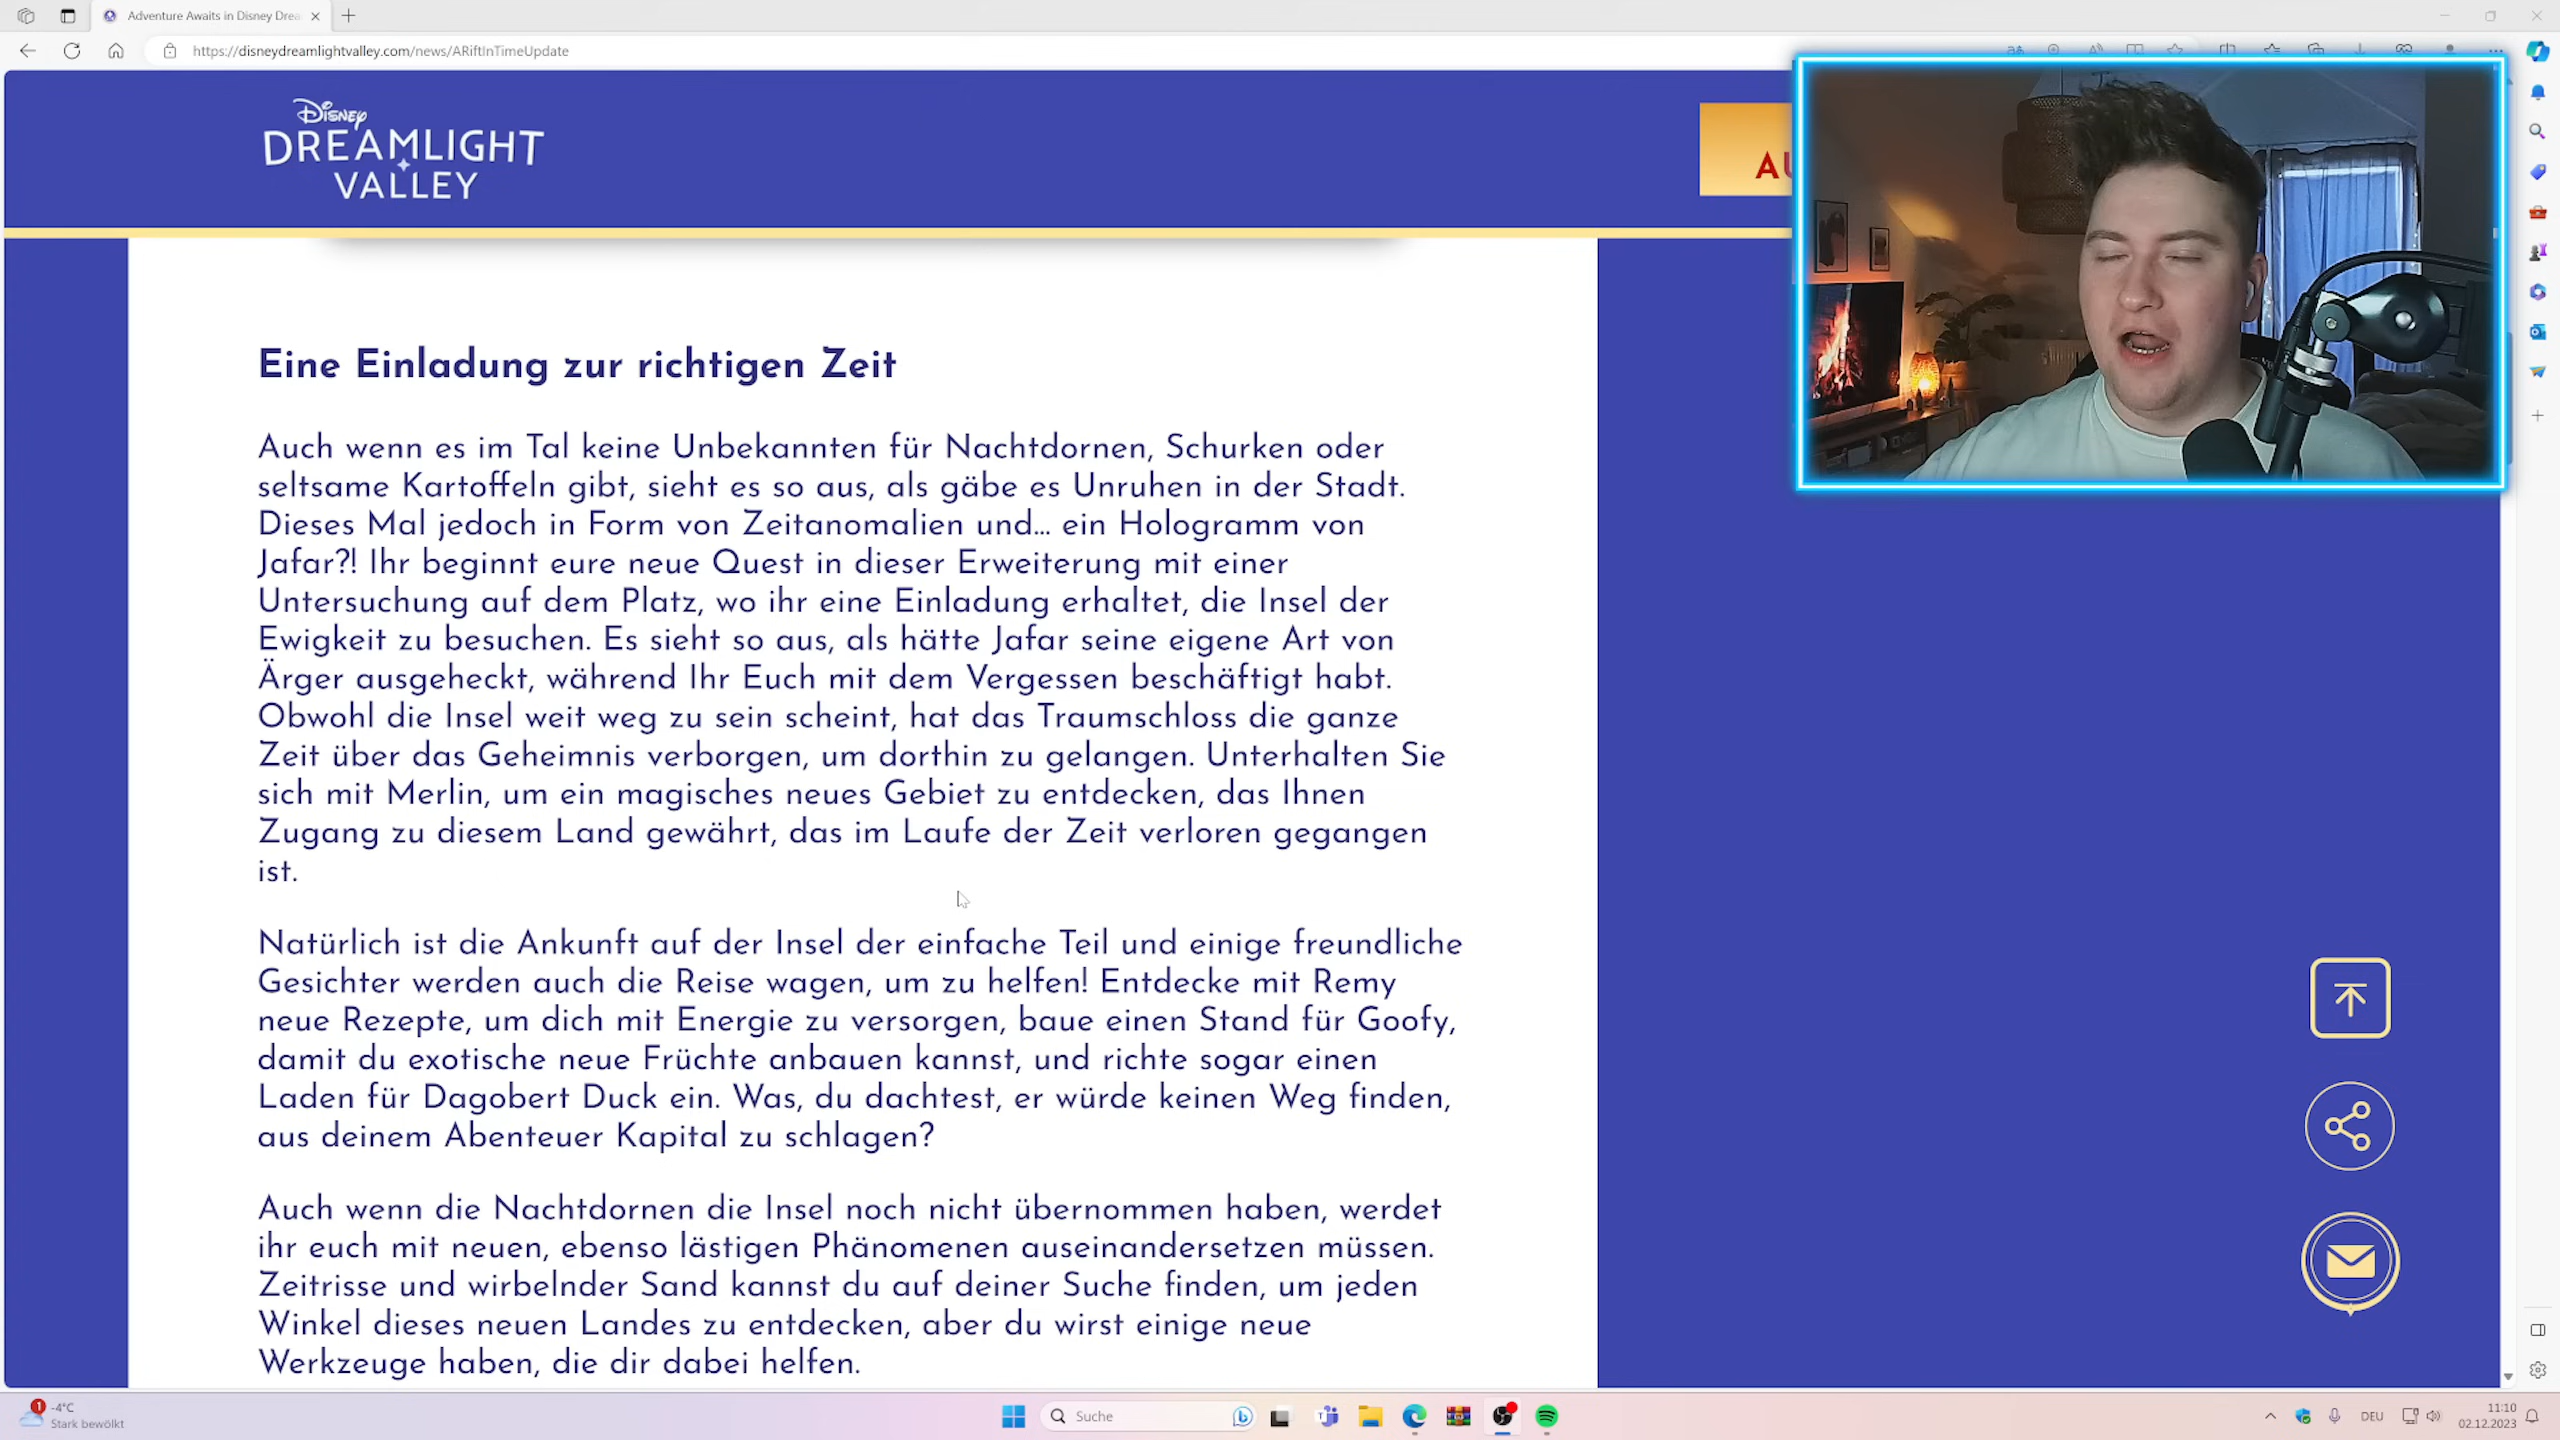 Adventure Awaits in Disney Drea
https://disneydreamlightvalley.com/news/ARiftInTimeUpdate
Disney
DREAMLIGHT
VALLEY
AU
Eine Einladung zur richtigen Zeit
Auch wenn es im Tal keine Unbekannten für Nachtdornen, Schurken oder
seltsame Kartoffeln gibt, sieht es so aus, als gäbe es Unruhen in der Stadt.
Dieses Mal jedoch in Form von Zeitanomalien und... ein Hologramm von
Jafar?! Ihr beginnt eure neue Quest in dieser Erweiterung mit einer
Untersuchung auf dem Platz, wo ihr eine Einladung erhaltet, die Insel der
Ewigkeit zu besuchen. Es sieht so aus, als hätte Jafar seine eigene Art von
Ärger ausgeheckt, während Ihr Euch mit dem Vergessen beschäftigt habt.
Obwohl die Insel weit weg zu sein scheint, hat das Traumschloss die ganze
Zeit über das Geheimnis verborgen, um dorthin zu gelangen. Unterhalten Sie
sich mit Merlin, um ein magisches neues Gebiet zu entdecken, das Ihnen
Zugang zu diesem Land gewährt, das im Laufe der Zeit verloren gegangen
ist.
Natürlich ist die Ankunft auf der Insel der einfache Teil und einige freundliche
Gesichter werden auch die Reise wagen, um zu helfen! Entdecke mit Remy
neue Rezepte, um dich mit Energie zu versorgen, baue einen Stand für Goofy,
damit du exotische neue Früchte anbauen kannst, und richte sogar einen
Laden für Dagobert Duck ein. Was, du dachtest, er würde keinen Weg finden,
aus deinem Abenteuer Kapital zu schlagen?
Auch wenn die Nachtdornen die Insel noch nicht übernommen haben, werdet
ihr euch mit neuen, ebenso lästigen Phänomenen auseinandersetzen müssen.
Zeitrisse und wirbelnder Sand kannst du auf deiner Suche finden, um jeden
Winkel dieses neuen Landes zu entdecken, aber du wirst einige neue
Werkzeuge haben, die dir dabei helfen.
1
-4°C
Stark bewölkt
Suche
DEU
11:10
02.12.2023